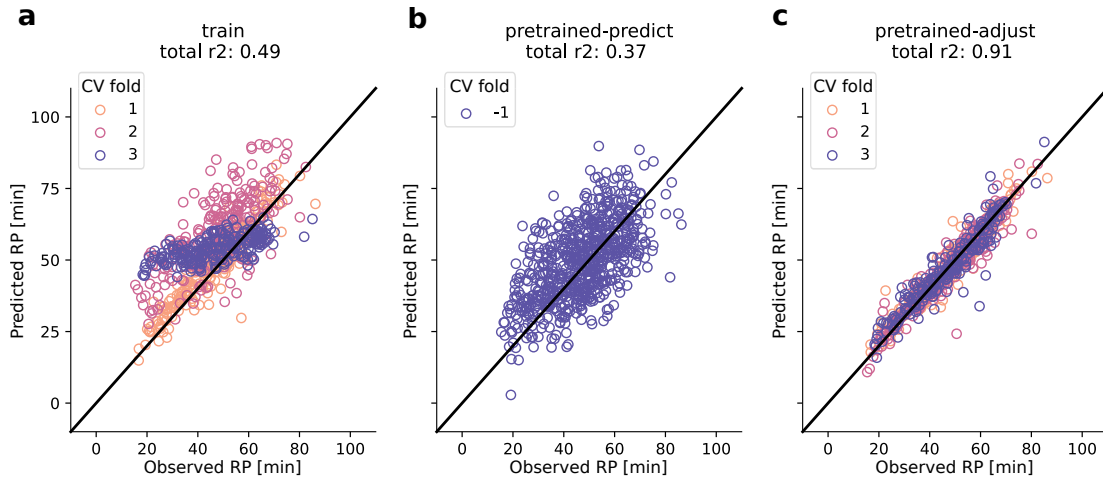 a
train
total r2: 0.49
CV fold
1
2
3
100
75
50
25
0
Predicted RP [min]
0 20 40 60 80 100
Observed RP [min]
b
pretrained-predict
total r2: 0.37
CV fold
-1
Predicted RP [min]
0 20 40 60 80 100
Observed RP [min]
c
pretrained-adjust
total r2: 0.91
CV fold
1
2
3
Predicted RP [min]
0 20 40 60 80 100
Observed RP [min]